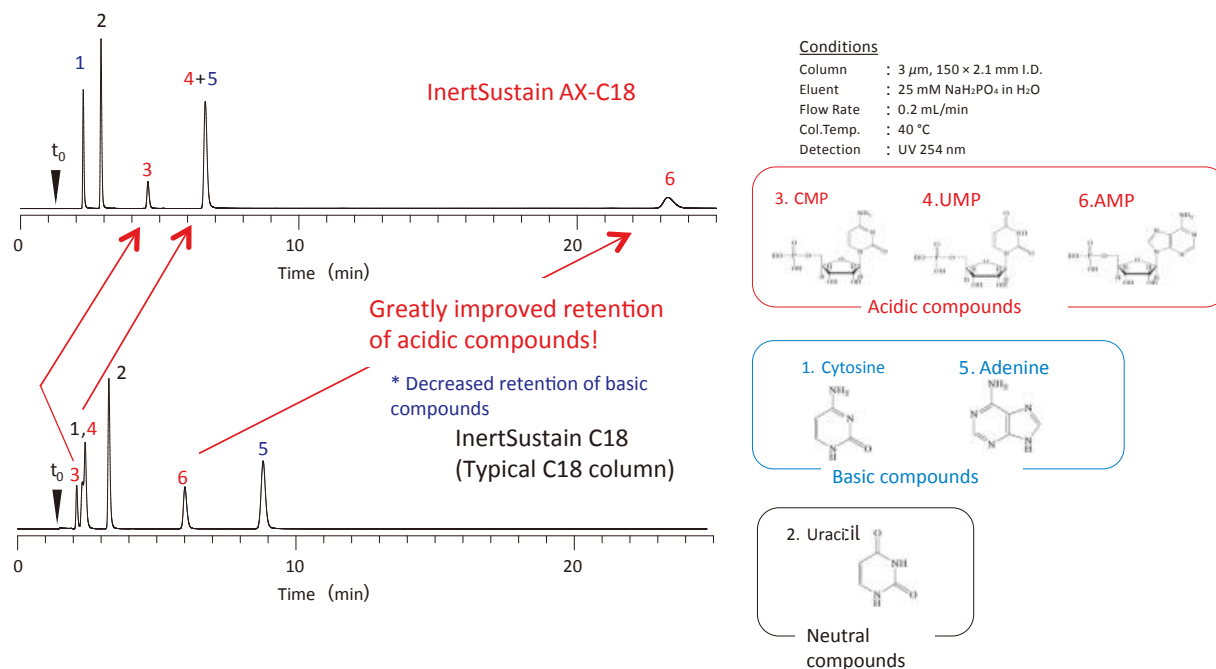 2
1
4+5
InertSustain AX-C18
t₀
3
6
0
10
20
Time (min)
Greatly improved retention
of acidic compounds!
* Decreased retention of basic
compounds
InertSustain C18
(Typical C18 column)
2
1,4
3
t₀
6
5
0
10
20
Time (min)
Conditions
Column : 3 μm, 150 × 2.1 mm I.D.
Eluent : 25 mM NaH₂PO₄ in H₂O
Flow Rate : 0.2 mL/min
Col.Temp. : 40 °C
Detection : UV 254 nm
3. CMP
4.UMP
6.AMP
Acidic compounds
1. Cytosine
5. Adenine
NH₂
N
N
H
O
NH₂
N
N
N
N
H
Basic compounds
2. Uracil
O
NH
N
H
O
Neutral
compounds